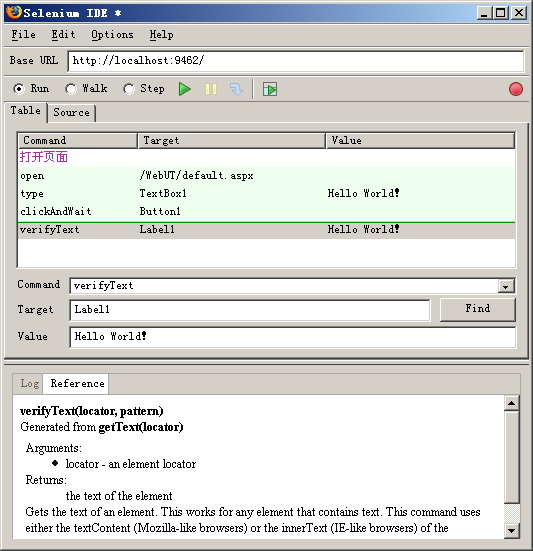 Selenium IDE *
File Edit Options Help
Base URL http://localhost:9462/
Run Walk Step
Table Source
Command Target Value
打开页面
open /WebUT/default.aspx
type TextBox1 Hello World!
clickAndWait Button1
verifyText Label1 Hello World!
Command verifyText
Target Label1 Find
Value Hello World!
Log Reference
verifyText(locator, pattern)
Generated from getText(locator)
Arguments:
◆ locator - an element locator
Returns:
the text of the element
Gets the text of an element. This works for any element that contains text. This command uses
either the textContent (Mozilla-like browsers) or the innerText (IE-like browsers) of the